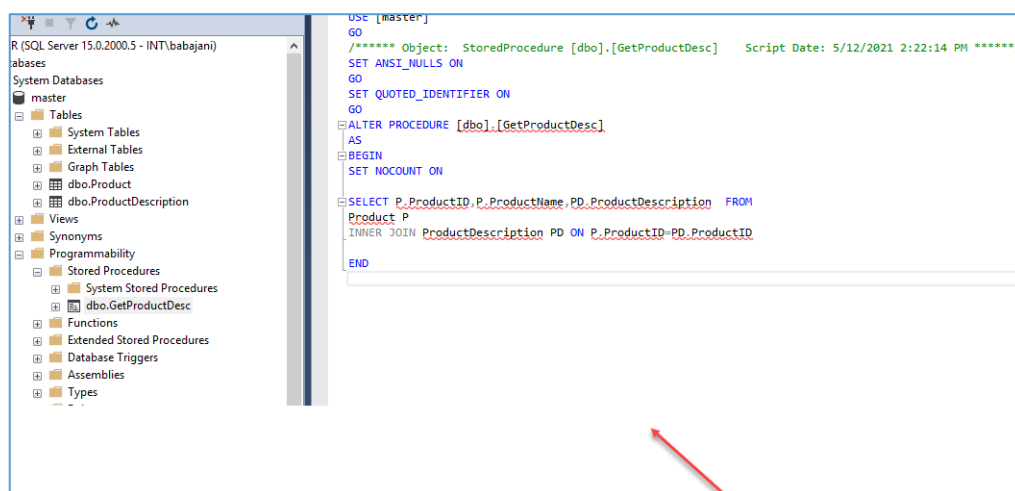 R (SQL Server 15.0.2000.5 - INT\babajani)
tabases
System Databases
master
Tables
System Tables
External Tables
Graph Tables
dbo.Product
dbo.ProductDescription
Views
Synonyms
Programmability
Stored Procedures
System Stored Procedures
dbo.GetProductDesc
Functions
Extended Stored Procedures
Database Triggers
Assemblies
Types
USE [master]
GO
/****** Object:  StoredProcedure [dbo].[GetProductDesc]    Script Date: 5/12/2021 2:22:14 PM ******
SET ANSI_NULLS ON
GO
SET QUOTED_IDENTIFIER ON
GO
ALTER PROCEDURE [dbo].[GetProductDesc]
AS
BEGIN
SET NOCOUNT ON
SELECT P.ProductID,P.ProductName,PD.ProductDescription  FROM
Product P
INNER JOIN ProductDescription PD ON P.ProductID=PD.ProductID
END